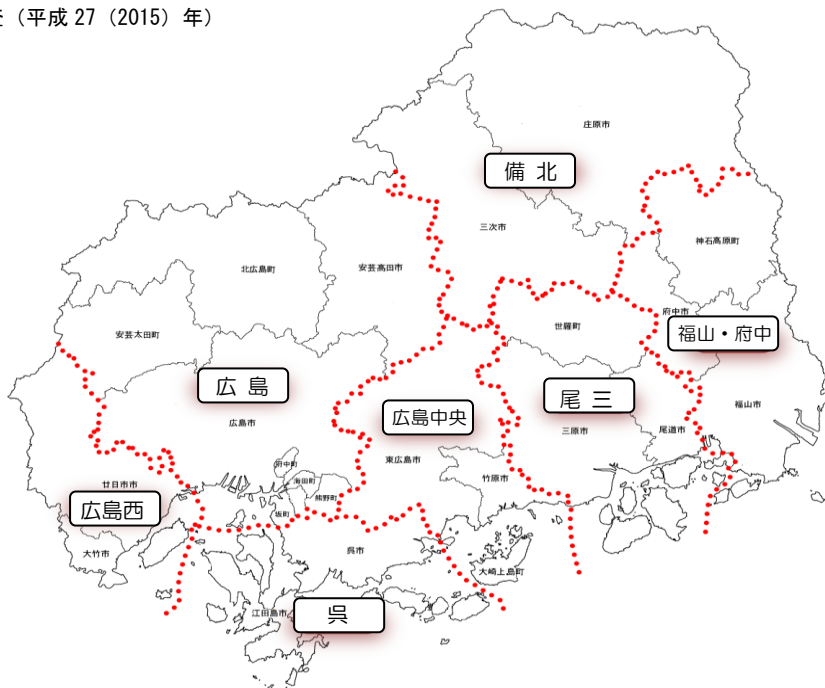 （平成 27（2015）年）
庄原市
備 北
三次市
神石高原町
北広島町
安芸高田市
府中市
世羅町
安芸太田町
福山・府中
広 島
尾 三
広島中央
福山市
広島市
三原市
尾道市
東広島市
府中町
海田町
竹原市
廿日市市
熊野町
広島西
坂町
大竹市
呉市
大崎上島町
江田島市
呉